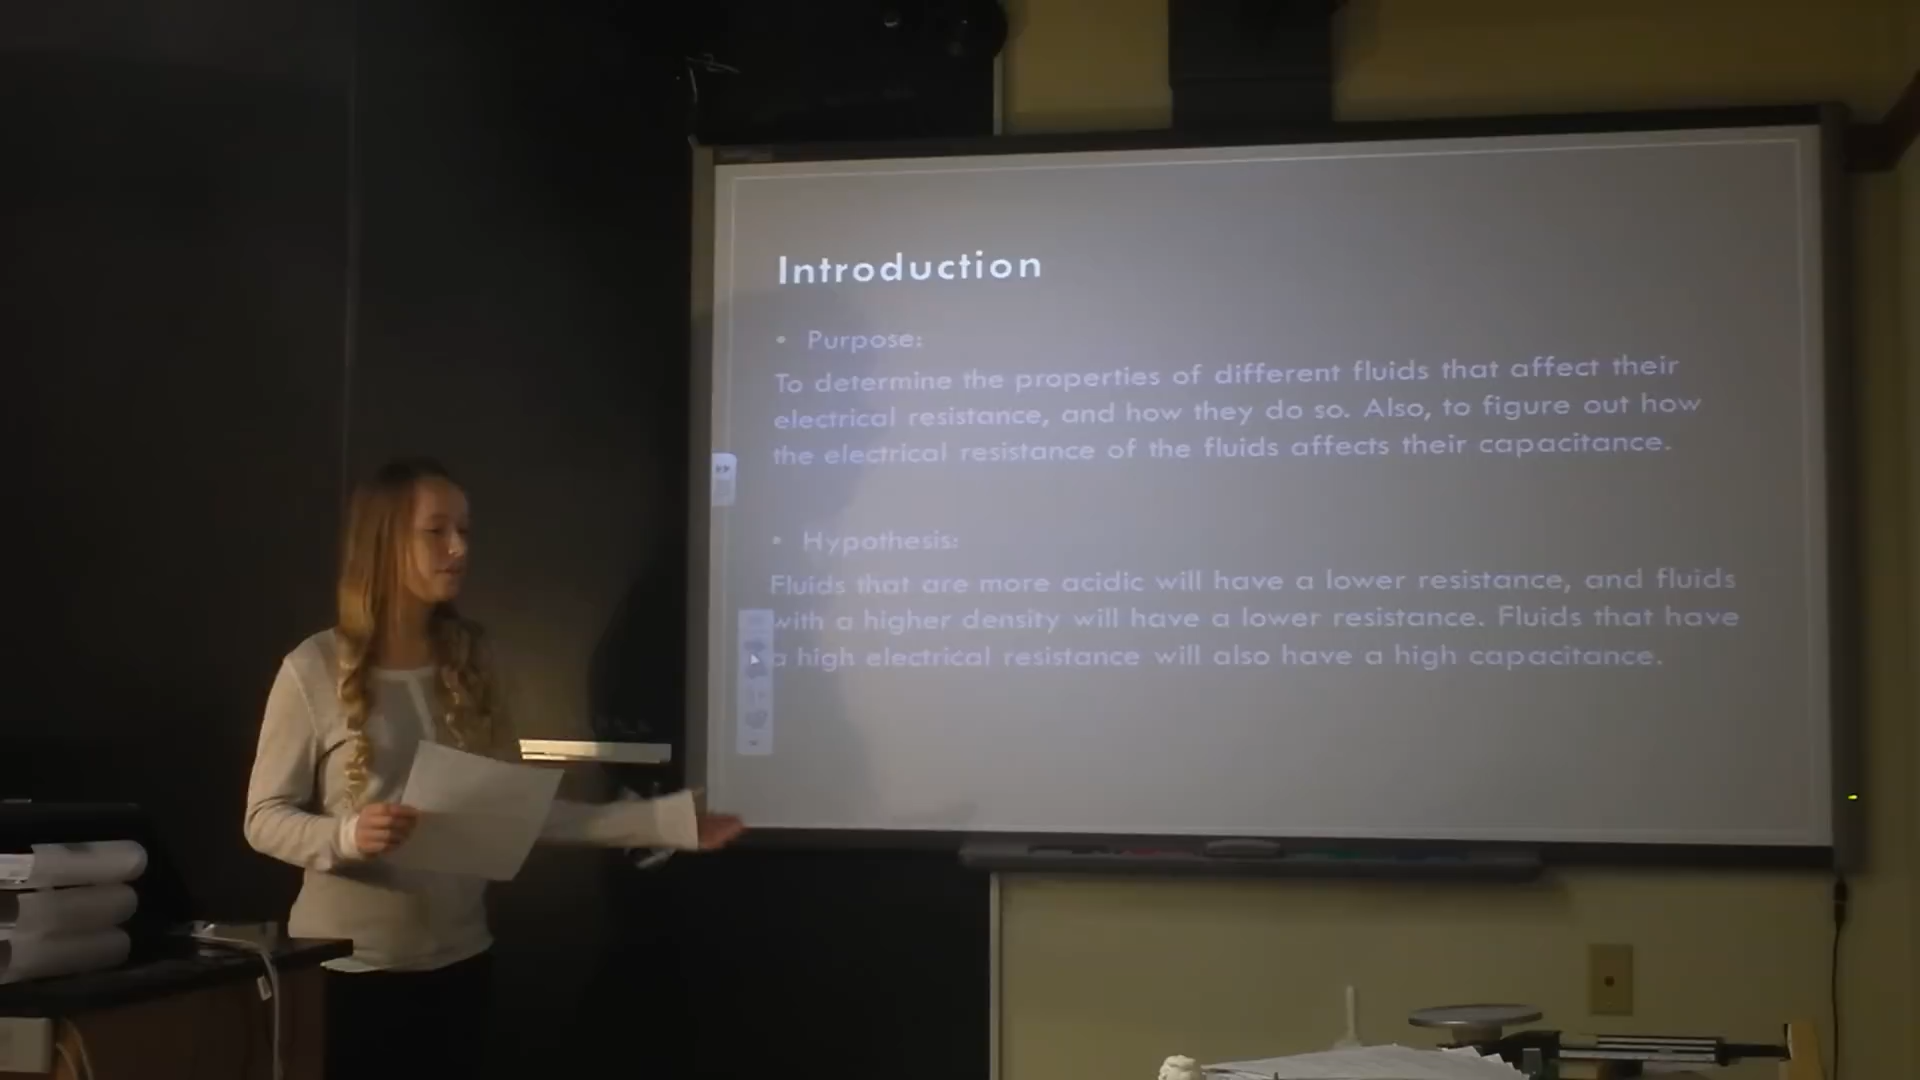 Introduction
• Purpose:
To determine the properties of different fluids that affect their
electrical resistance, and how they do so. Also, to figure out how
the electrical resistance of the fluids affects their capacitance.
• Hypothesis:
Fluids that are more acidic will have a lower resistance, and fluids
with a higher density will have a lower resistance. Fluids that have
a high electrical resistance will also have a high capacitance.